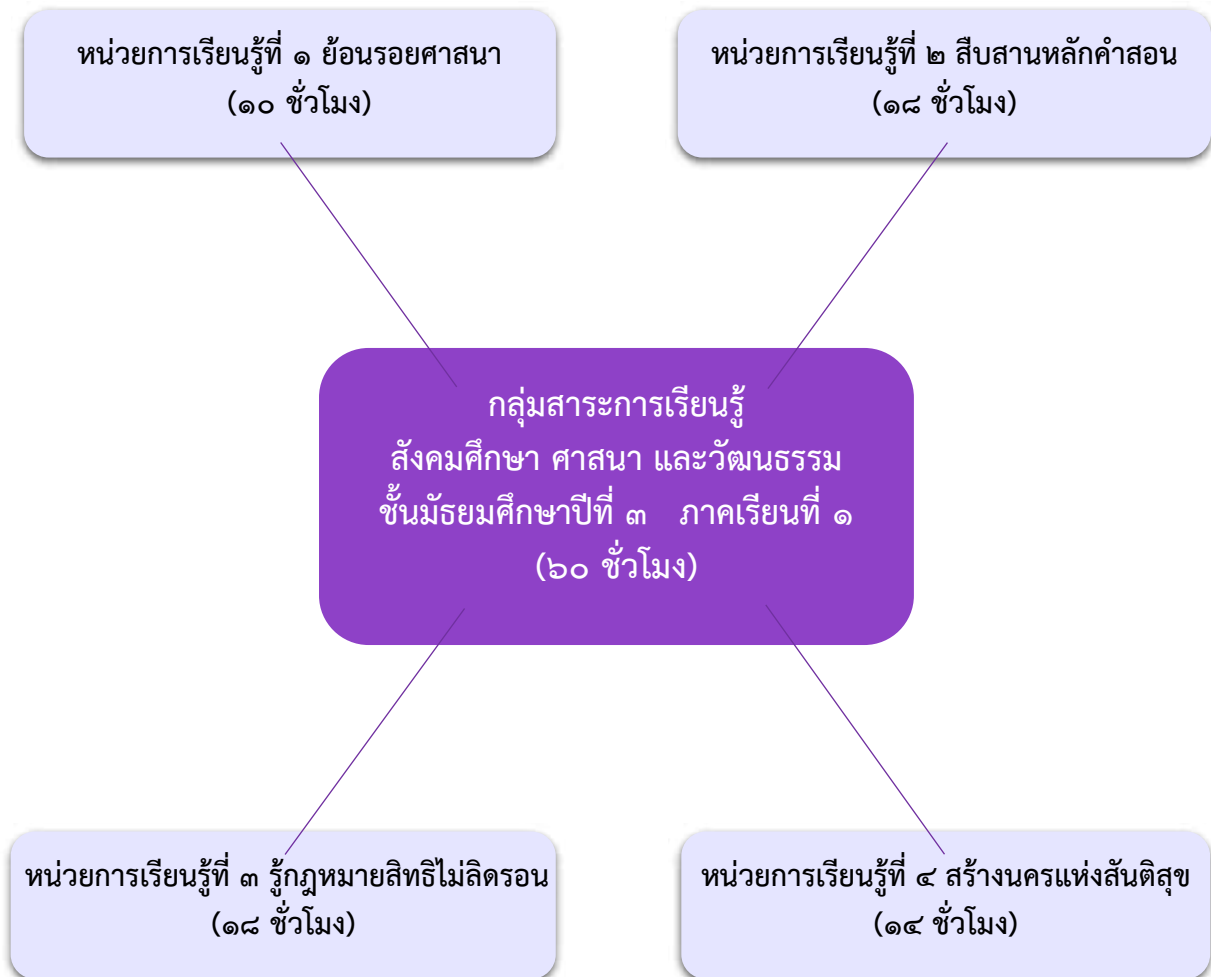 หน่วยการเรียนรู้ที่ ๑ ย้อนรอยศาสนา
(๑๐ ชั่วโมง)
หน่วยการเรียนรู้ที่ ๒ สืบสานหลักคำสอน
(๑๘ ชั่วโมง)
กลุ่มสาระการเรียนรู้
สังคมศึกษา ศาสนา และวัฒนธรรม
ชั้นมัธยมศึกษาปีที่ ๓ ภาคเรียนที่ ๑
(๖๐ ชั่วโมง)
หน่วยการเรียนรู้ที่ ๓ รู้กฎหมายสิทธิไม่ลิดรอน
(๑๘ ชั่วโมง)
หน่วยการเรียนรู้ที่ ๔ สร้างนครแห่งสันติสุข
(๑๔ ชั่วโมง)